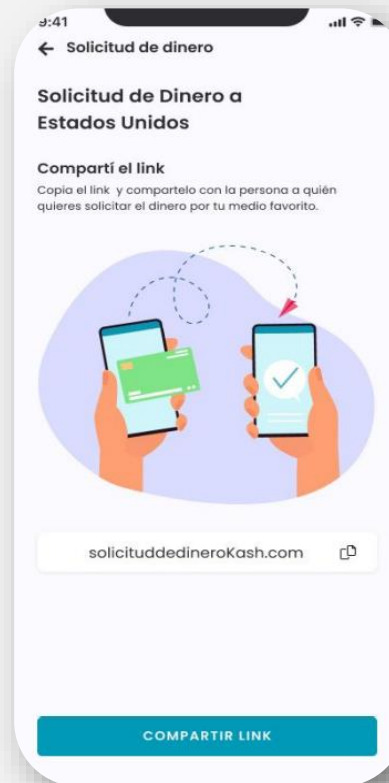 9:41
Solicitud de dinero
Solicitud de Dinero a
Estados Unidos
Compartí el link
Copia el link y compartelo con la persona a quién
quieres solicitar el dinero por tu medio favorito.
solicituddedineroKash.com
COMPARTIR LINK